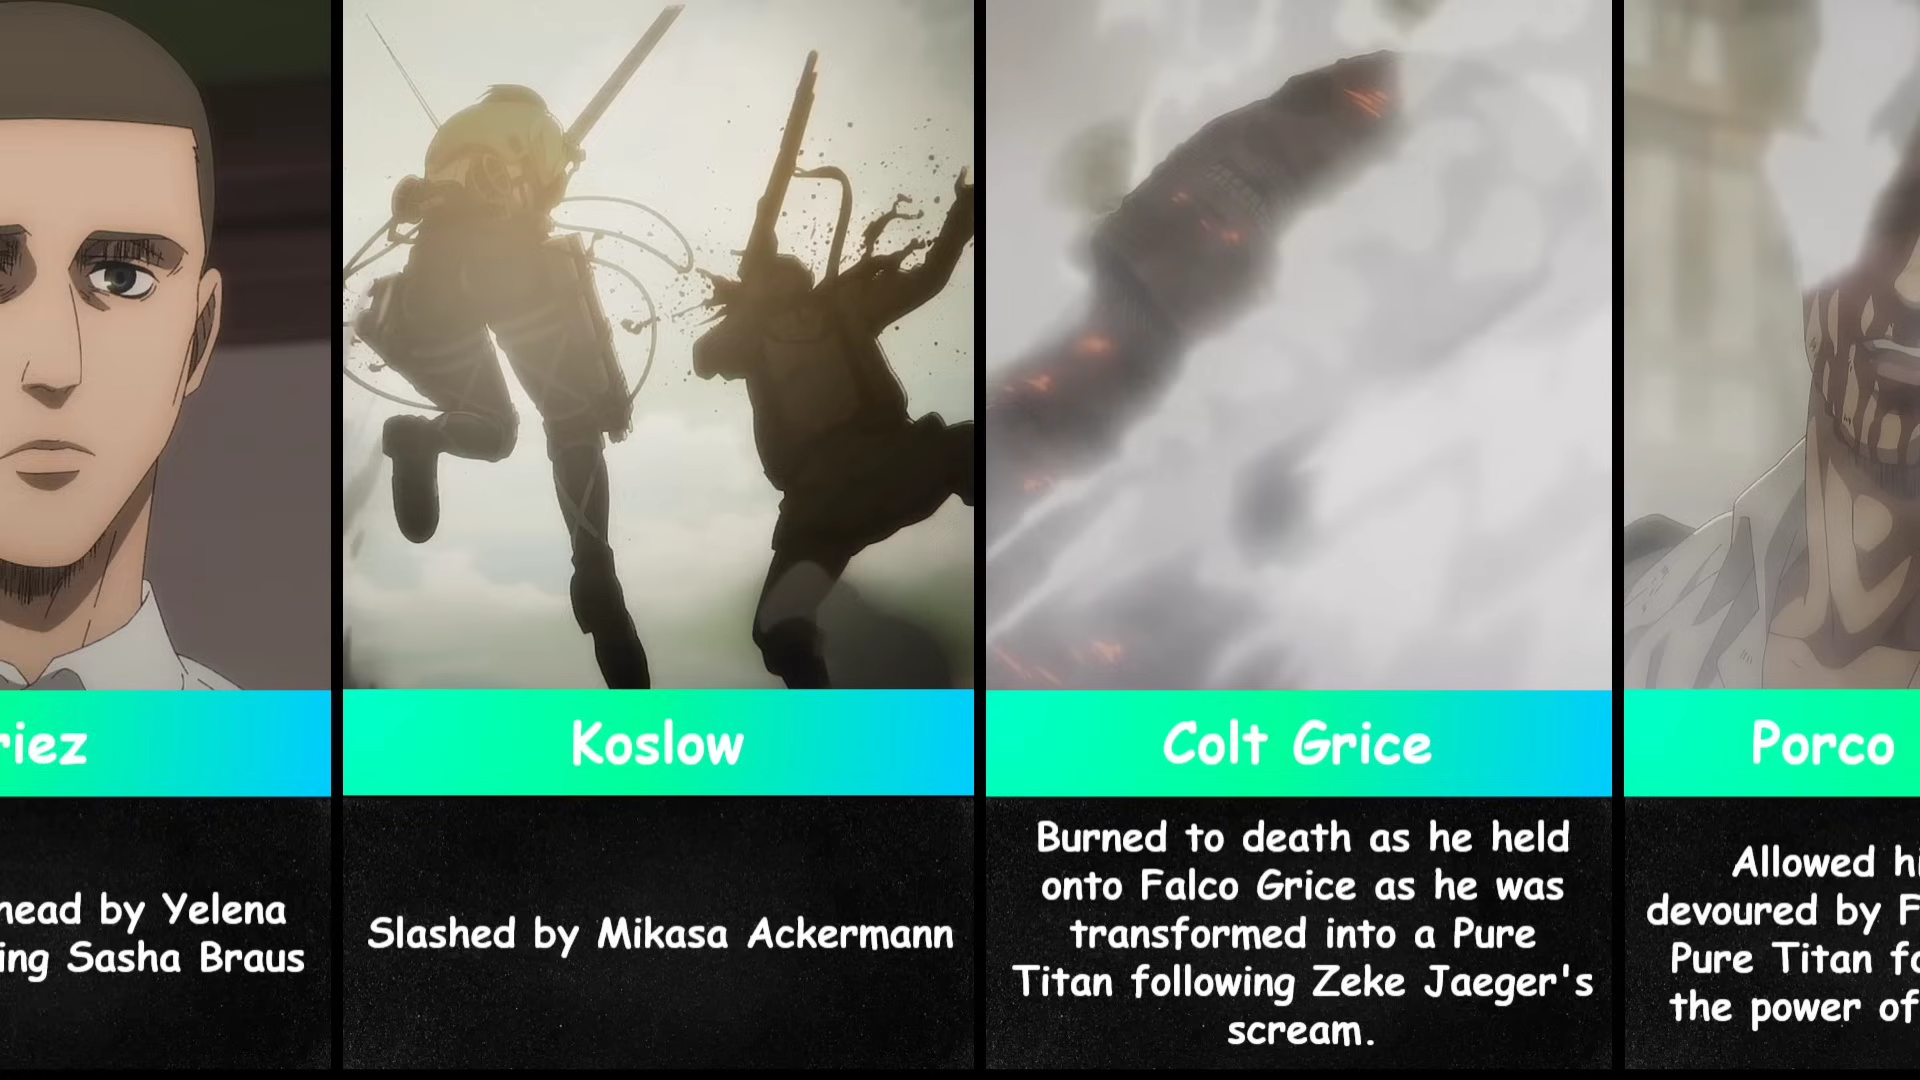 riez
head by Yelena
ing Sasha Braus
Koslow
Slashed by Mikasa Ackermann
Colt Grice
Burned to death as he held
onto Falco Grice as he was
transformed into a Pure
Titan following Zeke Jaeger's
scream.
Porco
Allowed hi
devoured by F
Pure Titan fo
the power of